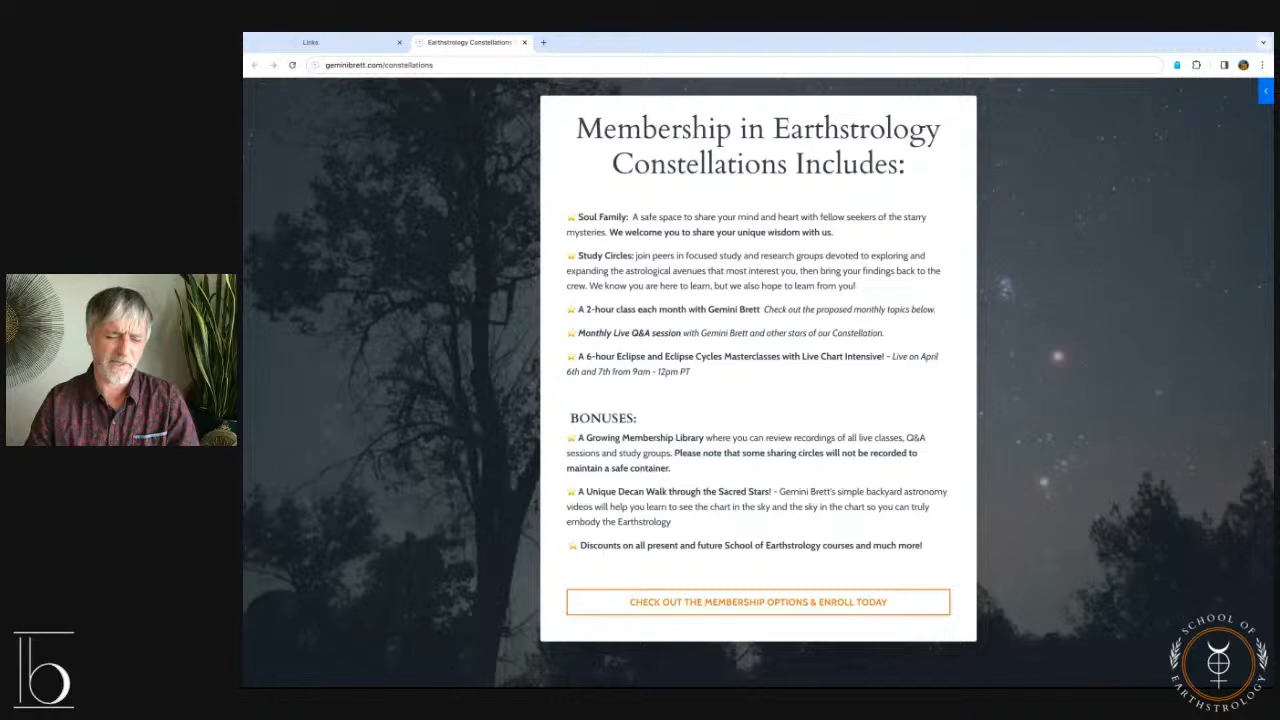 Links
Earthstrology Constellations
geminibrett.com/constellations
Membership in Earthstrology
Constellations Includes:
Soul Family: A safe space to share your mind and heart with fellow seekers of the starry
mysteries. We welcome you to share your unique wisdom with us.
Study Circles: join peers in focused study and research groups devoted to exploring and
expanding the astrological avenues that most interest you, then bring your findings back to the
crew. We know you are here to learn, but we also hope to learn from you!
A 2-hour class each month with Gemini Brett Check out the proposed monthly topics below.
Monthly Live Q&A session with Gemini Brett and other stars of our Constellation.
A 6-hour Eclipse and Eclipse Cycles Masterclasses with Live Chart Intensive! - Live on April
6th and 7th from 9am - 12pm PT
BONUSES:
A Growing Membership Library where you can review recordings of all live classes, Q&A
sessions and study groups. Please note that some sharing circles will not be recorded to
maintain a safe container.
A Unique Decan Walk through the Sacred Stars! - Gemini Brett's simple backyard astronomy
videos will help you learn to see the chart in the sky and the sky in the chart so you can truly
embody the Earthstrology
Discounts on all present and future School of Earthstrology courses and much more!
CHECK OUT THE MEMBERSHIP OPTIONS & ENROLL TODAY
b
SCHOOL OF
EARTHSTROLOGY